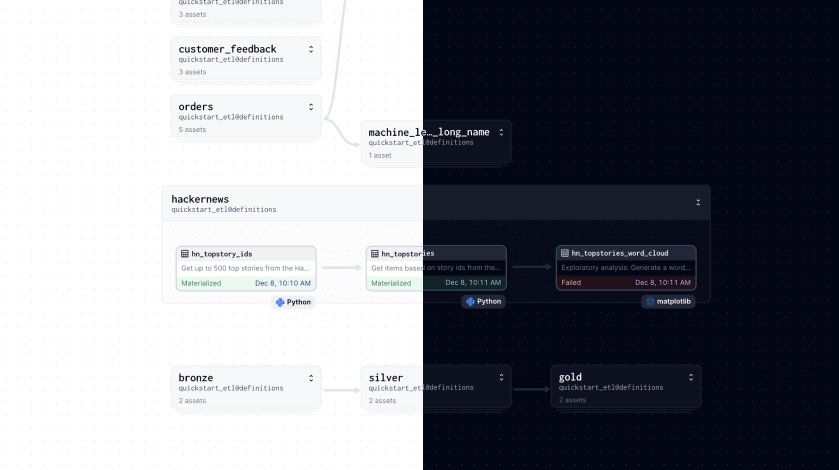 quickstart_etl@definitions
3 assets
customer_feedback
quickstart_etl@definitions
3 assets
orders
quickstart_etl@definitions
5 assets
machine_le…_long_name
quickstart_etl@definitions
1 asset
hackernews
quickstart_etl@definitions
hn_topstory_ids
Get up to 500 top stories from the Ha...
Materialized Dec 8, 10:10 AM
Python
hn_topstories
Get items based on story ids from the...
Materialized Dec 8, 10:11 AM
Python
hn_topstories_word_cloud
Exploratory analysis: Generate a word...
Failed Dec 8, 10:11 AM
matplotlib
bronze
quickstart_etl@definitions
2 assets
silver
quickstart_etl@definitions
2 assets
gold
quickstart_etl@definitions
2 assets